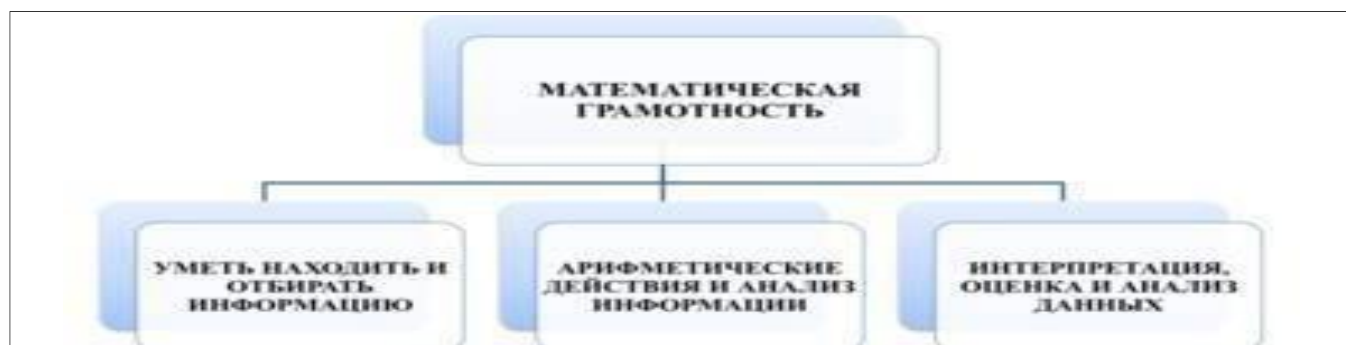 МАТЕМАТИЧЕСКАЯ
ГРАМОТНОСТЬ
УМЕТЬ НАХОДИТЬ И
ОТБИРАТЬ
ИНФОРМАЦИЮ
АРИФМЕТИЧЕСКИЕ
ДЕЙСТВИЯ И АНАЛИЗ
ИНФОРМАЦИИ
ИНТЕРПРЕТАЦИЯ,
ОЦЕНКА И АНАЛИЗ
ДАННЫХ